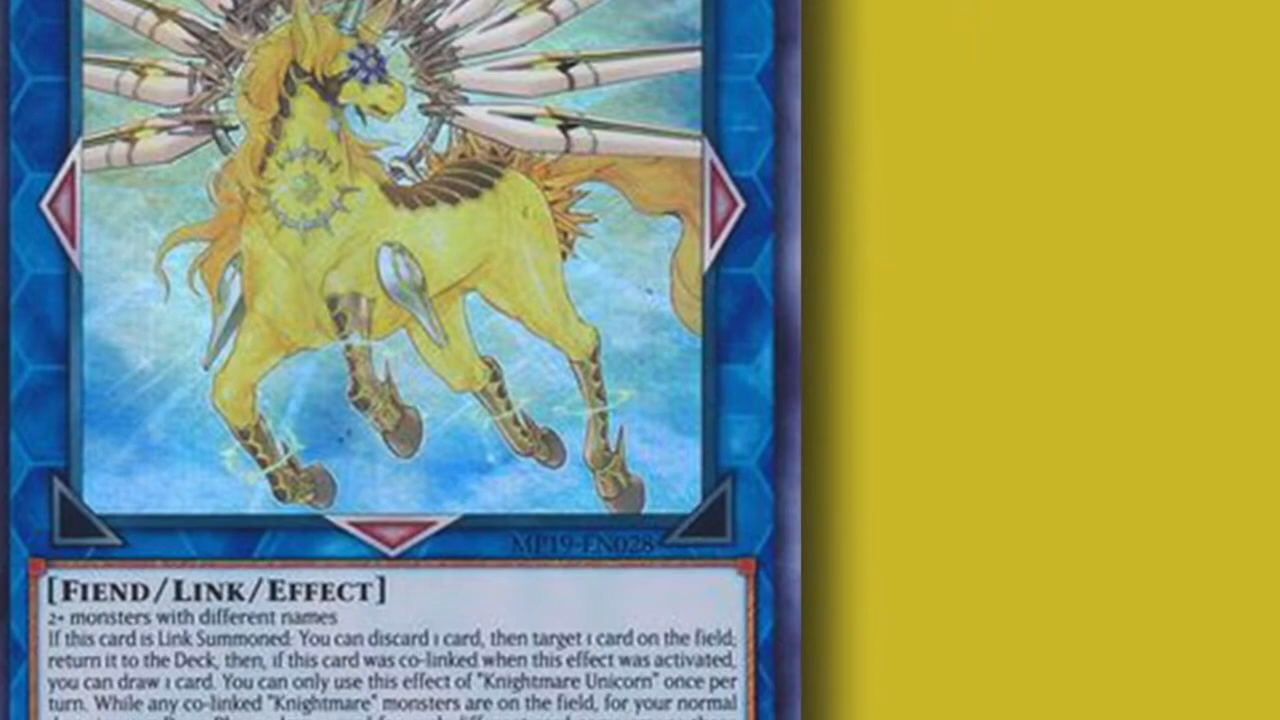 MP19-EN028
[FIEND/LINK/EFFECT]
2+ monsters with different names
If this card is Link Summoned: You can discard 1 card, then target 1 card on the field;
return it to the Deck, then, if this card was co-linked when this effect was activated,
you can draw 1 card. You can only use this effect of "Knightmare Unicorn" once per
turn. While any co-linked "Knightmare" monsters are on the field, for your normal